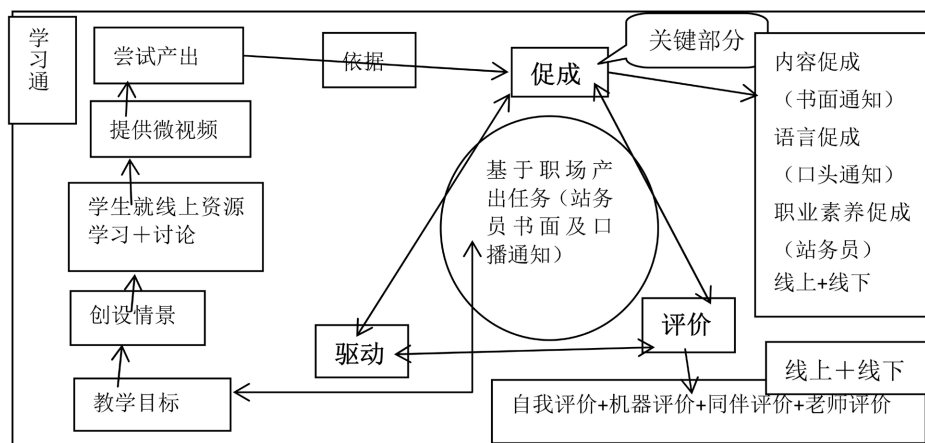 学
习
通
尝试产出
依据
促成
关键部分
内容促成
（书面通知）
语言促成
（口头通知）
职业素养促成
（站务员）
线上+线下
提供微视频
学生就线上资源
学习＋讨论
基于职场产
出任务（站务
员书面及口
播通知）
创设情景
驱动
评价
教学目标
线上＋线下
自我评价+机器评价+同伴评价+老师评价